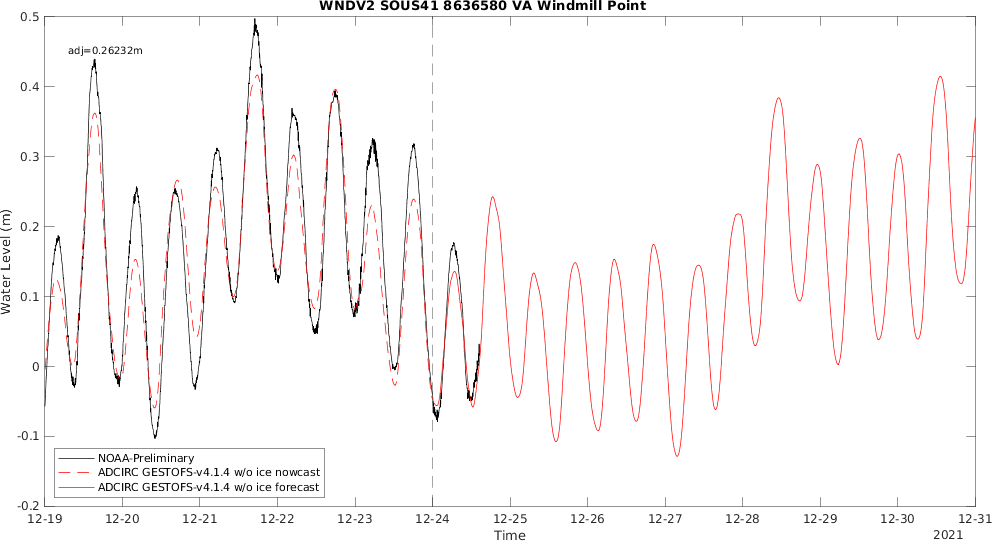 WNDV2 SOUS41 8636580 VA Windmill Point
adj=0.26232m
Water Level (m)
0.5
0.4
0.3
0.2
0.1
0
-0.1
-0.2
NOAA-Preliminary
ADCIRC GESTOFS-v4.1.4 w/o ice nowcast
ADCIRC GESTOFS-v4.1.4 w/o ice forecast
12-19 12-20 12-21 12-22 12-23 12-24 12-25 12-26 12-27 12-28 12-29 12-30 12-31
Time
2021